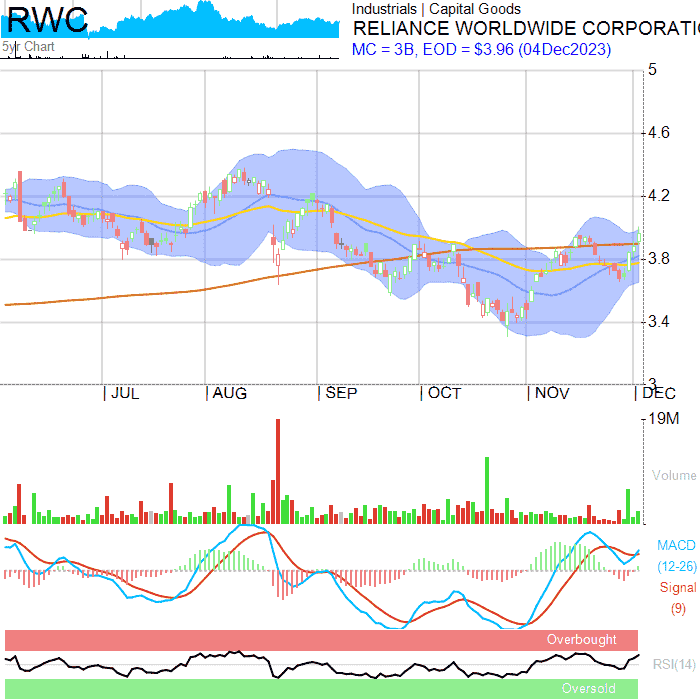 RWC
5yr Chart
Industrials | Capital Goods
RELIANCE WORLDWIDE CORPORATI
MC = 3B, EOD = $3.96 (04Dec2023)
5
4.6
4.2
3.8
3.4
3
JUL
AUG
SEP
OCT
NOV
DEC
19M
Volume
MACD
(12-26)
Signal
(9)
Overbought
RSI(14)
Oversold